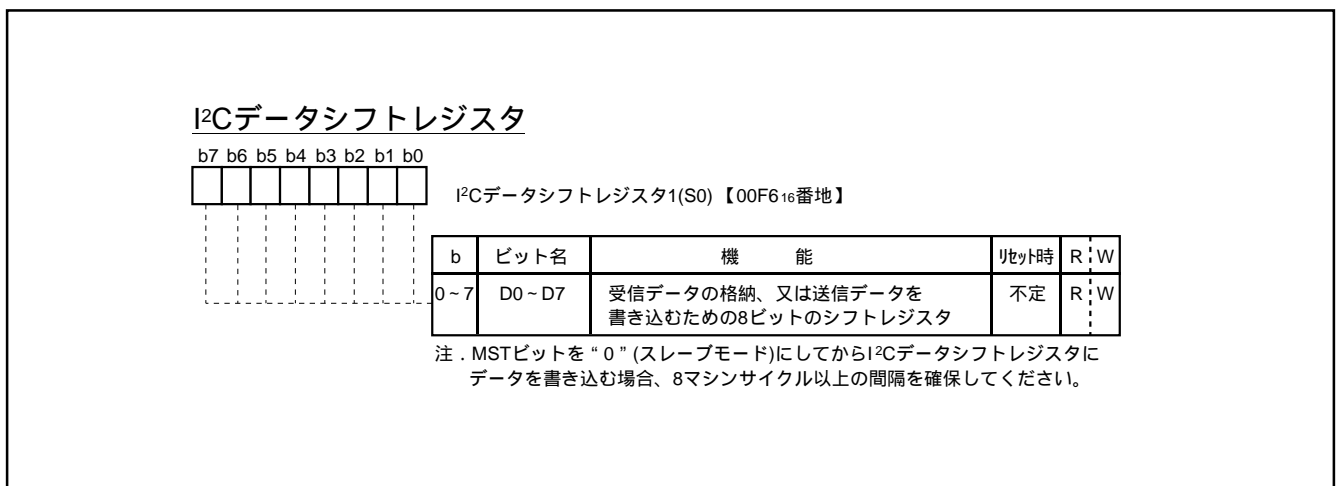 I²Cデータシフトレジスタ
b7 b6 b5 b4 b3 b2 b1 b0
I²Cデータシフトレジスタ1(S0)【00F6₁₆番地】
b ビット名 機 能 リセット時 R W
0~7 D0~D7 受信データの格納、又は送信データを 不定 R W
書き込むための8ビットのシフトレジスタ
注.MSTビットを“0”(スレーブモード)にしてからI²Cデータシフトレジスタに
データを書き込む場合、8マシンサイクル以上の間隔を確保してください。